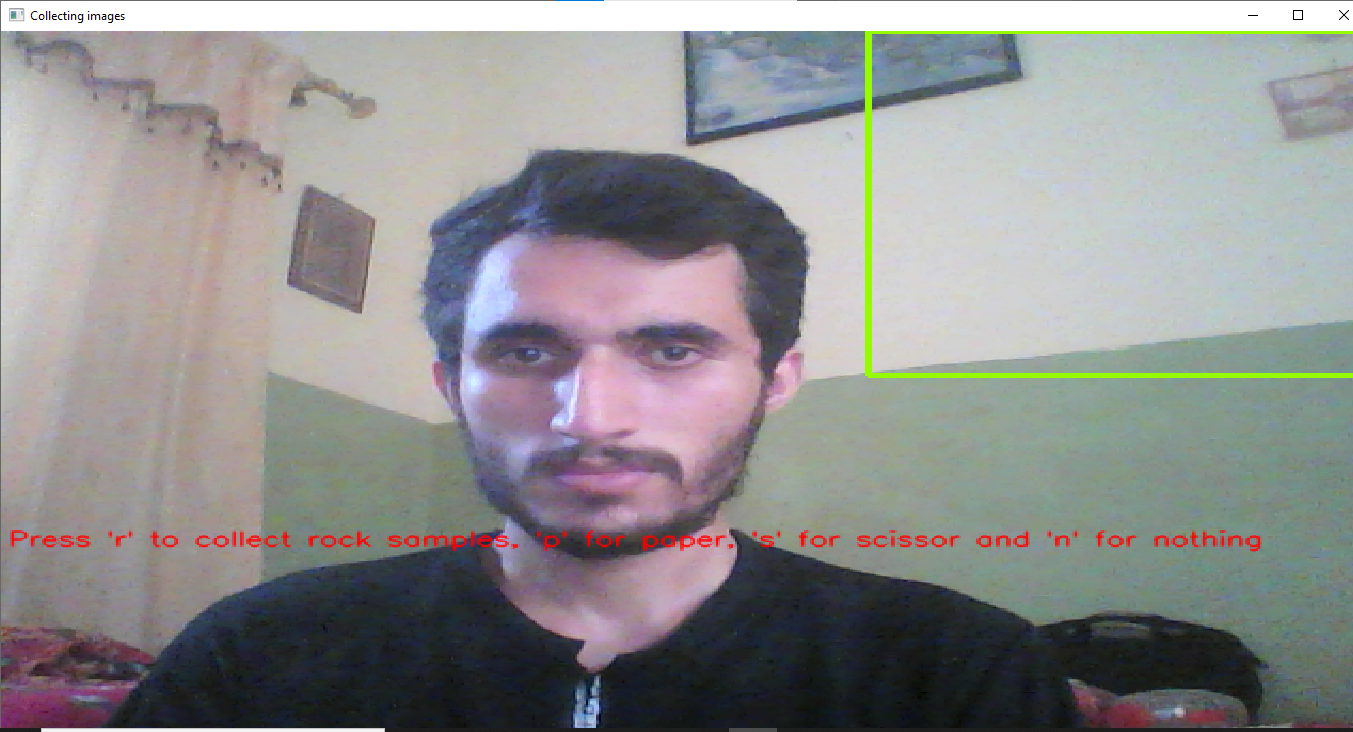 Collecting images
Press 'r' to collect rock samples, 'p' for paper, 's' for scissor and 'n' for nothing